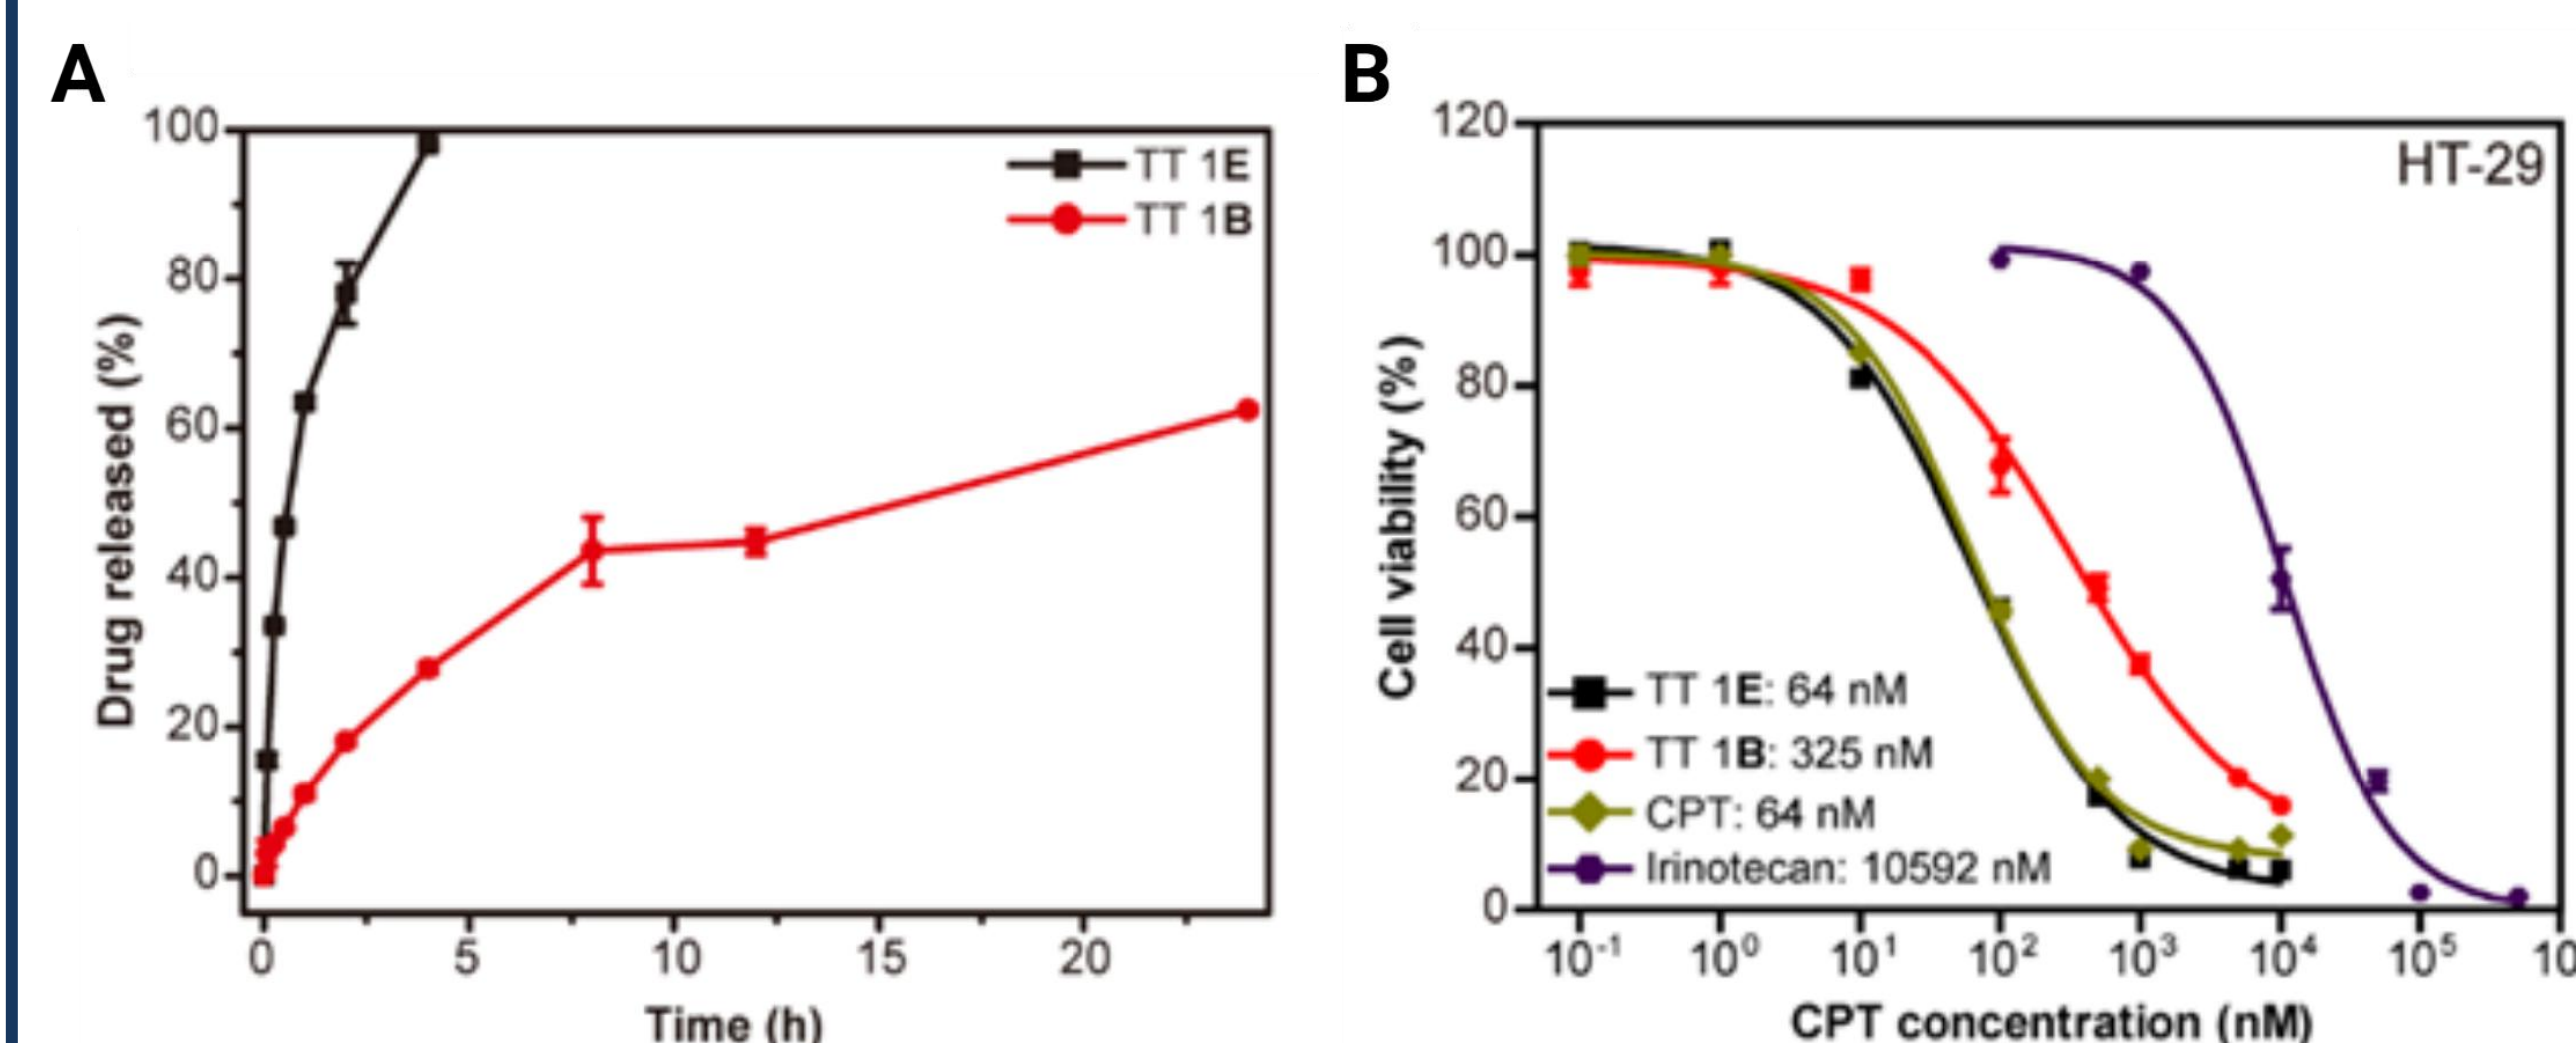 A
100
80
60
40
20
0
Drug released (%)
TT 1E
TT 1B
0 5 10 15 20
Time (h)
B
120
100
80
60
40
20
0
Cell viability (%)
HT-29
TT 1E: 64 nM
TT 1B: 325 nM
CPT: 64 nM
Irinotecan: 10592 nM
10⁻¹ 10⁰ 10¹ 10² 10³ 10⁴ 10⁵ 10
CPT concentration (nM)